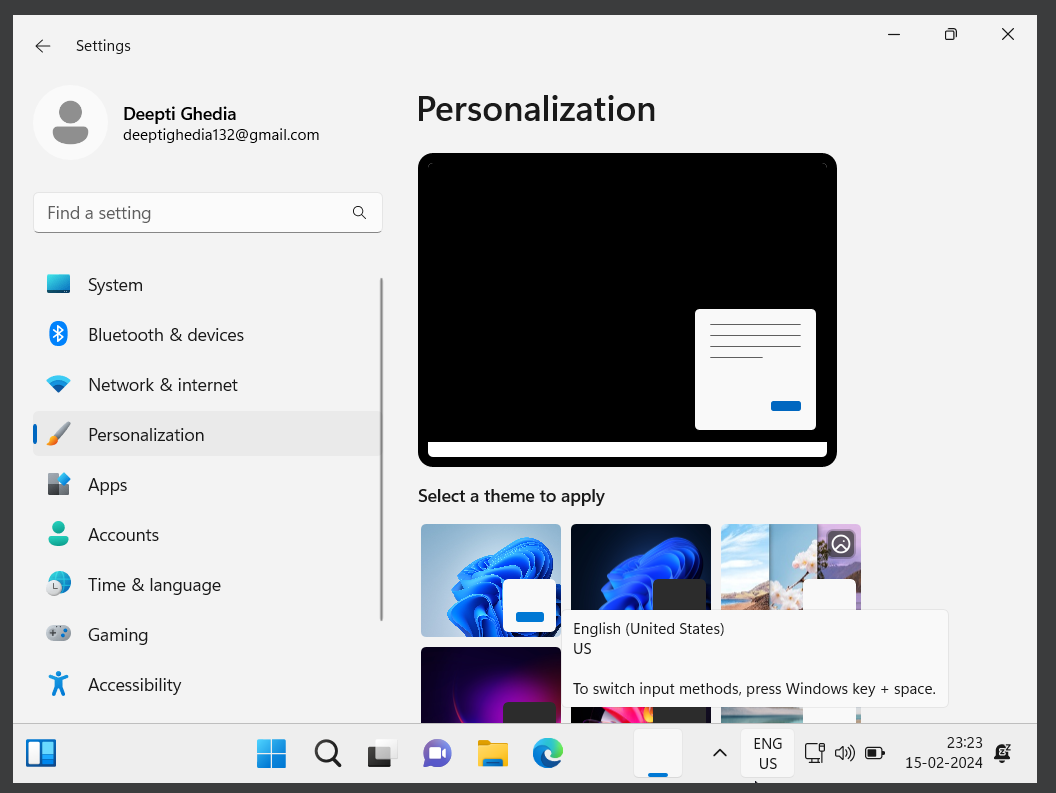 Settings
Deepti Ghedia
deeptighedia132@gmail.com
Find a setting
System
Bluetooth & devices
Network & internet
Personalization
Apps
Accounts
Time & language
Gaming
Accessibility
Personalization
Select a theme to apply
English (United States)
US
To switch input methods, press Windows key + space.
ENG
US
23:23
15-02-2024